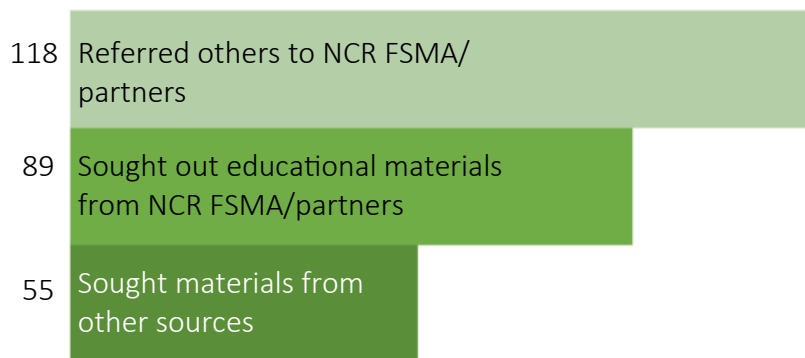 118 Referred others to NCR FSMA/
partners
89 Sought out educational materials
from NCR FSMA/partners
55 Sought materials from
other sources